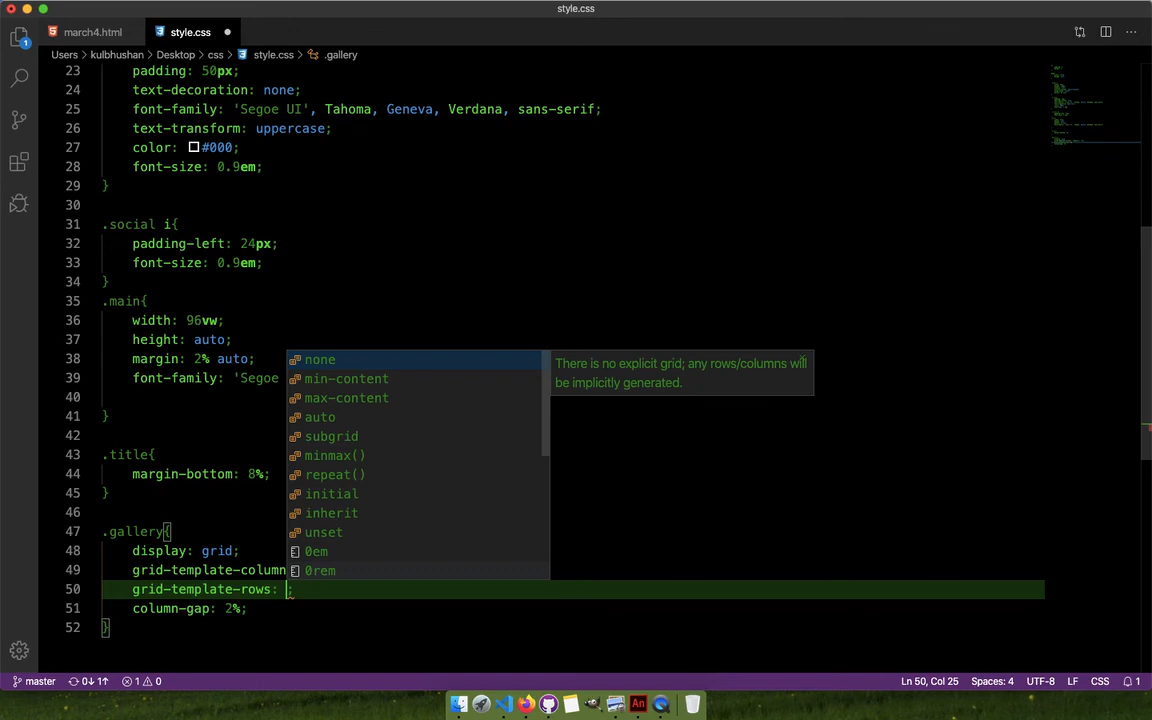 style.css
march4.html
style.css
Users > kulbhushan > Desktop > css > style.css > .gallery
23 padding: 50px;
24 text-decoration: none;
25 font-family: 'Segoe UI', Tahoma, Geneva, Verdana, sans-serif;
26 text-transform: uppercase;
27 color: #000;
28 font-size: 0.9em;
29 }
30
31 .social i{
32 padding-left: 24px;
33 font-size: 0.9em;
34 }
35 .main{
36 width: 96vw;
37 height: auto;
38 margin: 2% auto;
39 font-family: 'Segoe
40
41 }
42
43 .title{
44 margin-bottom: 8%;
45 }
46
47 .gallery{
48 display: grid;
49 grid-template-column
50 grid-template-rows: ;
51 column-gap: 2%;
52 }
none
min-content
max-content
auto
subgrid
minmax()
repeat()
initial
inherit
unset
0em
0rem
There is no explicit grid; any rows/columns will
be implicitly generated.
1
master 0↓ 1↑ 1 0 Ln 50, Col 25 Spaces: 4 UTF-8 LF CSS 1
An